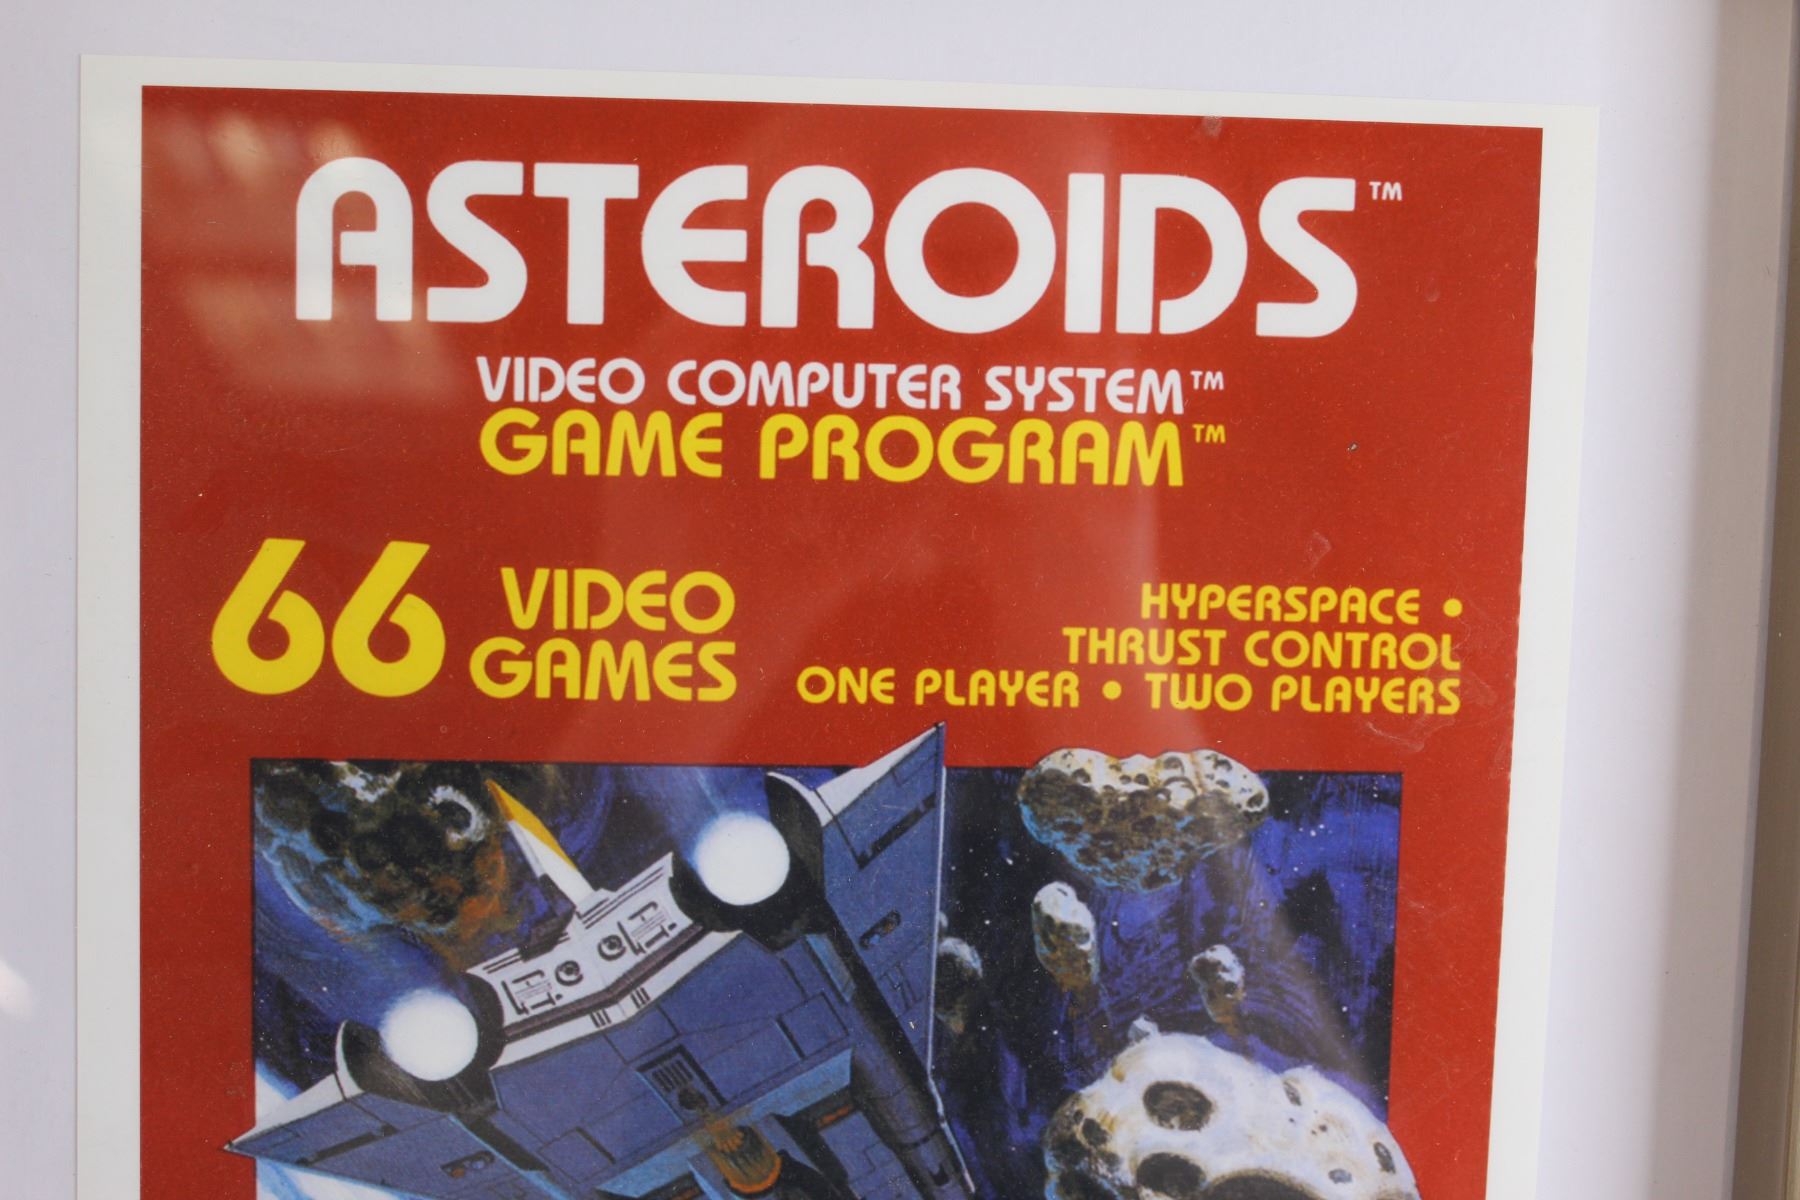 ASTEROIDS™
VIDEO COMPUTER SYSTEM™
GAME PROGRAM™
66 VIDEO
GAMES
HYPERSPACE •
THRUST CONTROL
ONE PLAYER • TWO PLAYERS